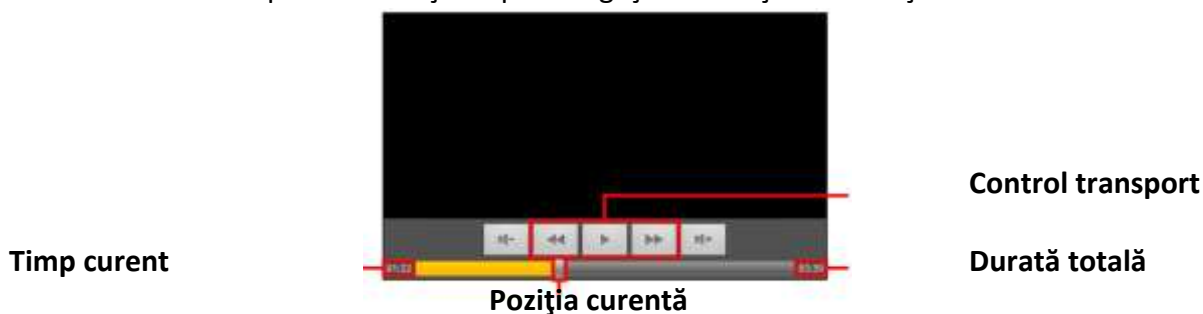 Control transport
Timp curent
Durată totală
Poziţia curentă